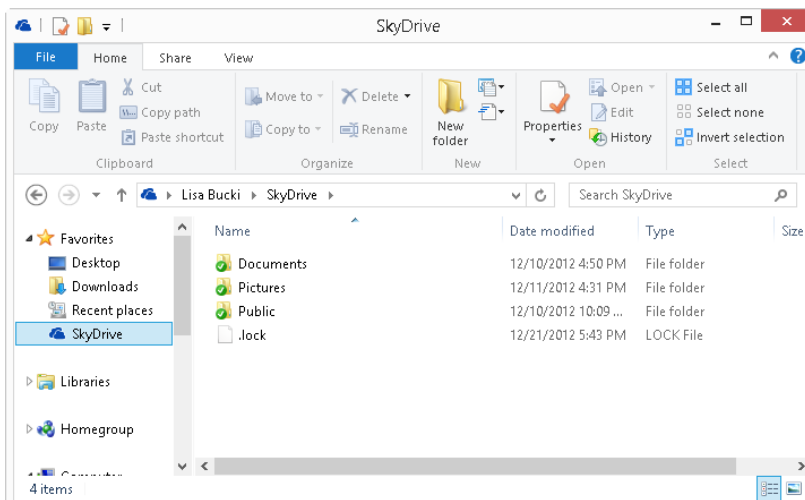 SkyDrive
File Home Share View
Copy Paste Cut Copy path Paste shortcut
Move to Copy to Delete Rename
New folder
Properties Open Edit History
Select all Select none Invert selection
Clipboard Organize New Open Select
Lisa Bucki SkyDrive Search SkyDrive
Name Date modified Type Size
Favorites
Desktop
Downloads
Recent places
SkyDrive
Libraries
Homegroup
Documents 12/10/2012 4:50 PM File folder
Pictures 12/11/2012 4:31 PM File folder
Public 12/10/2012 10:09 ... File folder
.lock 12/21/2012 5:43 PM LOCK File
4 items